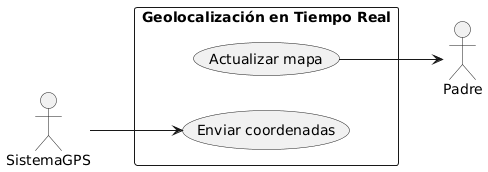 Geolocalización en Tiempo Real
Actualizar mapa
Padre
Enviar coordenadas
SistemaGPS